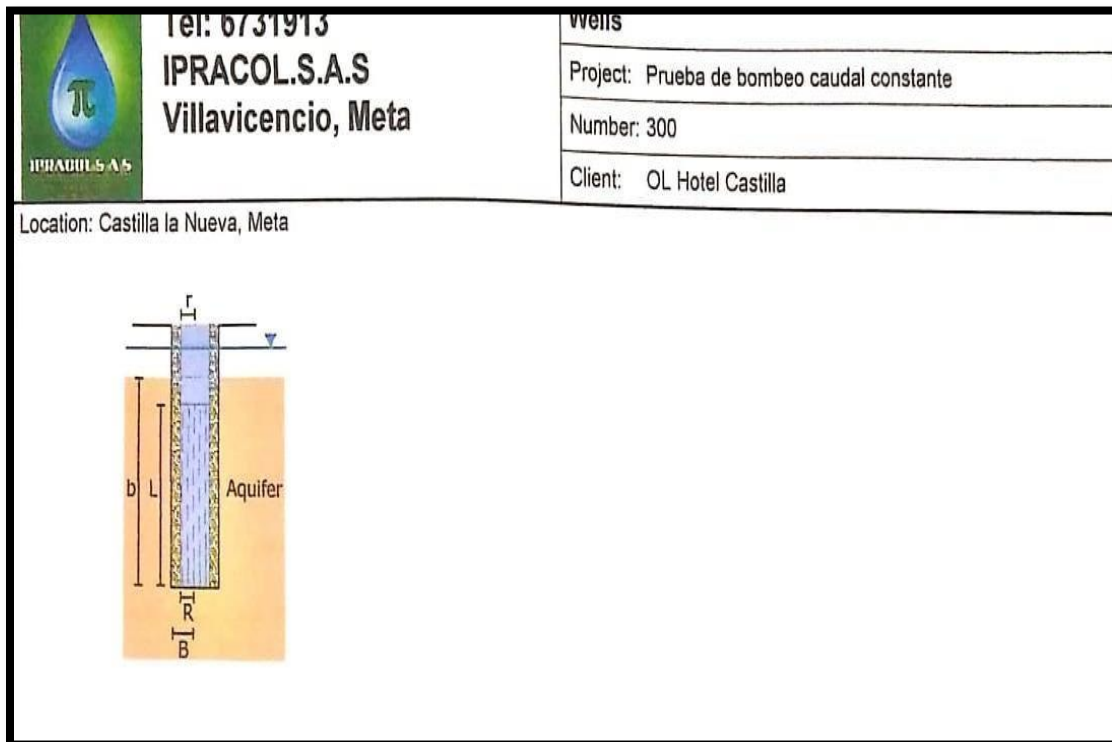 Tel: 6731913
IPRACOL.S.A.S
Villavicencio, Meta
IPRACOL.S.A.S
π
Wells
Project: Prueba de bombeo caudal constante
Number: 300
Client: OL Hotel Castilla
Location: Castilla la Nueva, Meta
r
b
L
Aquifer
R
B